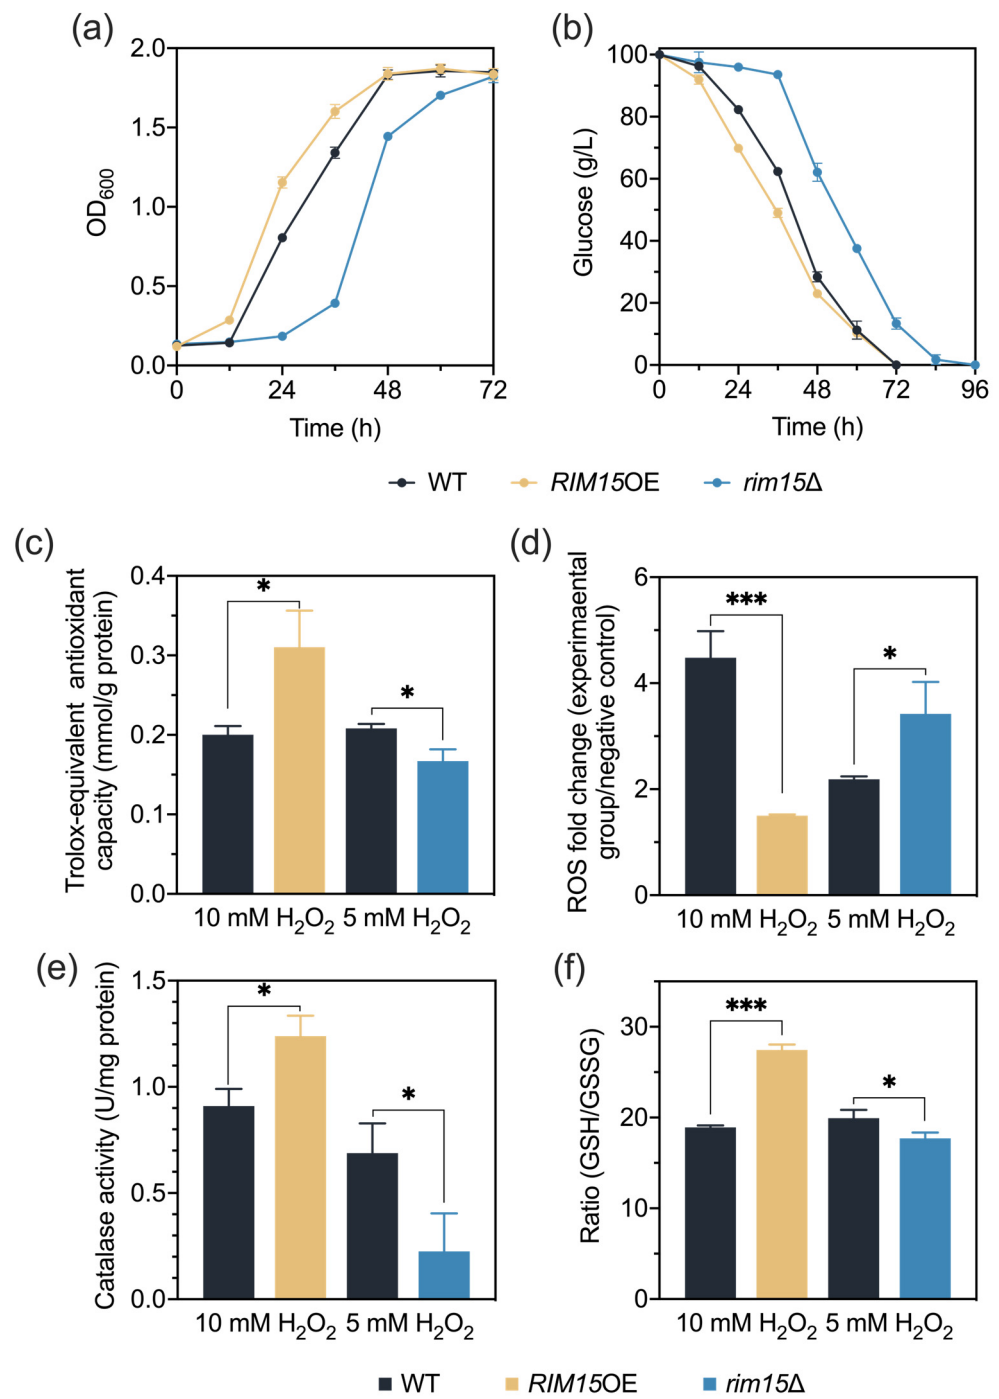 (a)
2.0
1.5
1.0
0.5
0.0
OD600
0 24 48 72
Time (h)
(b)
100
80
60
40
20
0
Glucose (g/L)
0 24 48 72 96
Time (h)
WT RIM15OE rim15Δ
(c)
Trolox-equivalent antioxidant
capacity (mmol/g protein)
0.4
0.3
0.2
0.1
0.0
*
*
10 mM H2O2 5 mM H2O2
(d)
ROS fold change (experimaental
group/negative control)
6
4
2
0
***
*
10 mM H2O2 5 mM H2O2
(e)
Catalase activity (U/mg protein)
1.5
1.0
0.5
0.0
*
*
10 mM H2O2 5 mM H2O2
(f)
Ratio (GSH/GSSG)
30
20
10
0
***
*
10 mM H2O2 5 mM H2O2
WT RIM15OE rim15Δ